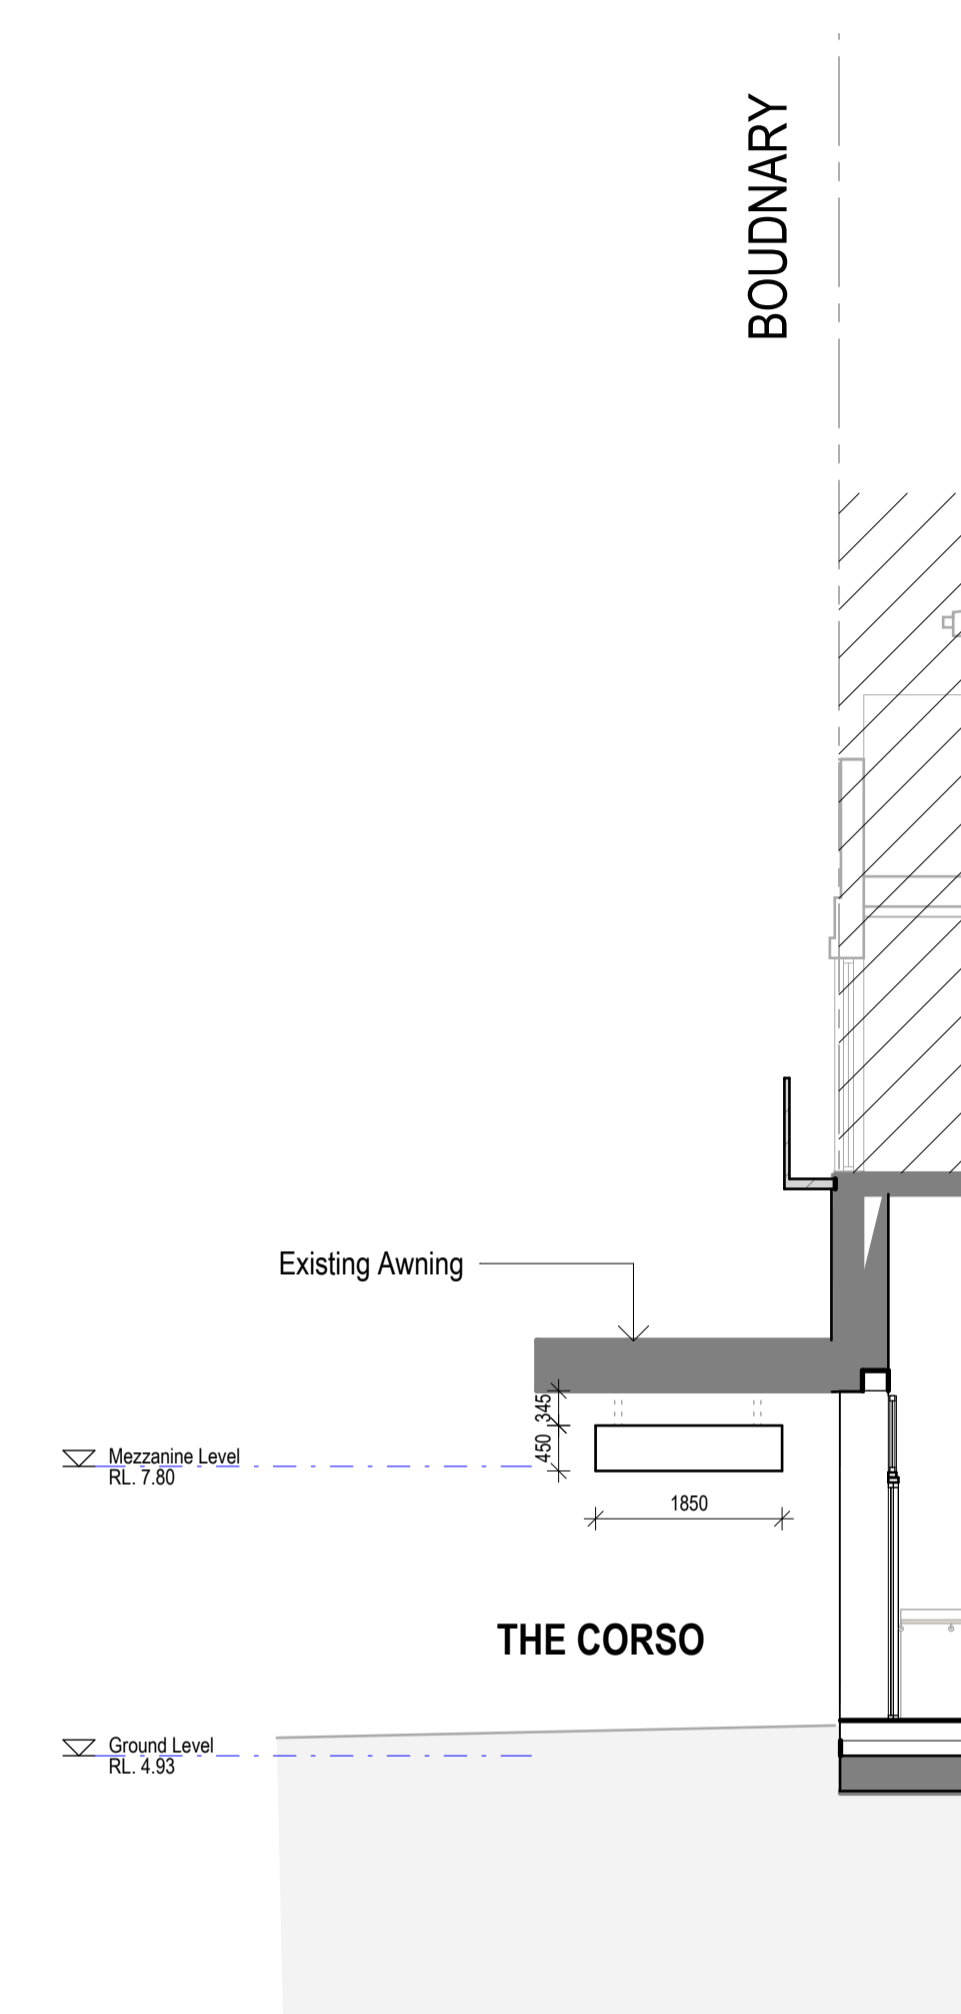 BOUDNARY
Existing Awning
345
450
Mezzanine Level
RL. 7.80
1850
THE CORSO
Ground Level
RL. 4.93